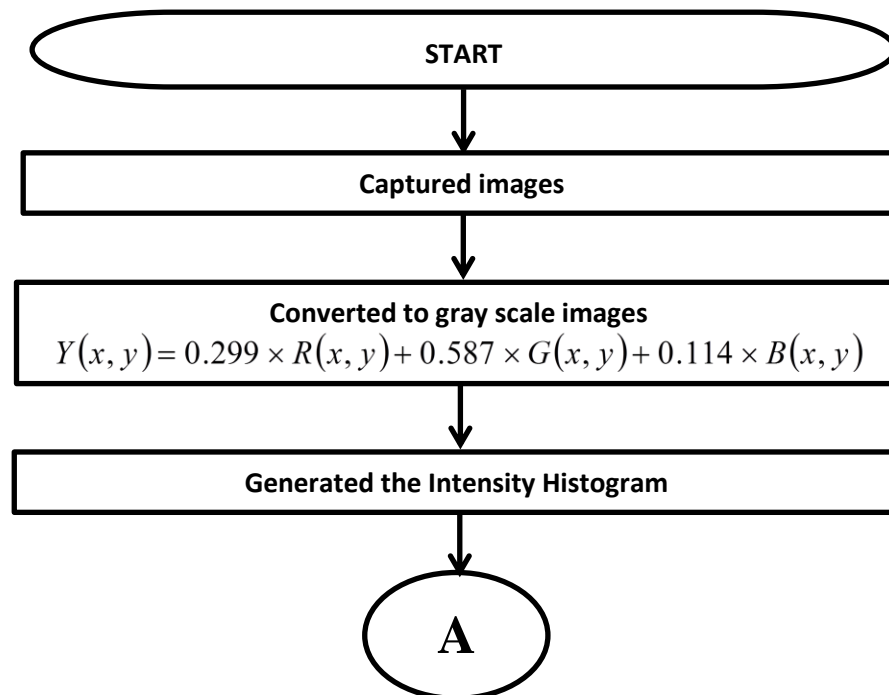 START
Captured images
Converted to gray scale images
Y(x, y) = 0.299 × R(x, y) + 0.587 × G(x, y) + 0.114 × B(x, y)
Generated the Intensity Histogram
A